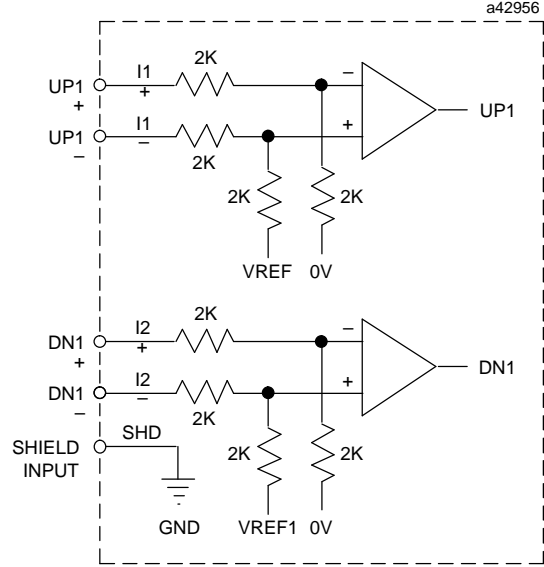 a42956
2K
UP1
+
I1
+
−
UP1
UP1
−
I1
−
2K
+
2K
2K
VREF
0V
2K
DN1
+
I2
+
−
DN1
DN1
−
I2
−
2K
+
SHIELD
INPUT
SHD
2K
2K
GND
VREF1
0V